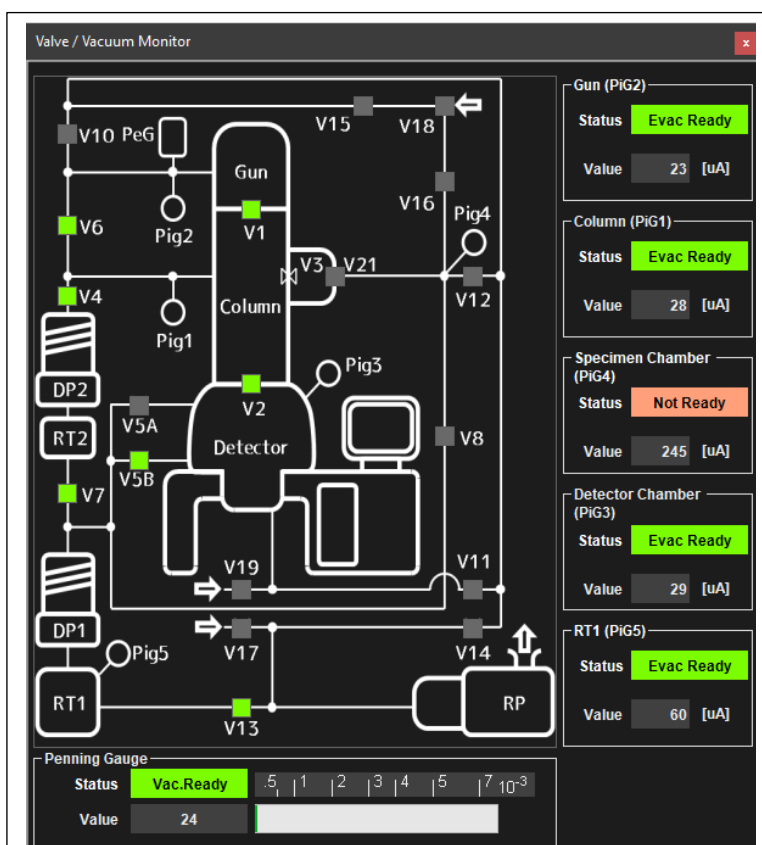 Valve / Vacuum Monitor
x
V15
V18
V10 PeG
Gun
V16
Pig4
V6
Pig2
V1
V3 V21
V4
Column
V12
Pig1
Pig3
DP2
V5A
V2
RT2
Detector
V8
V5B
V7
V19
V11
DP1
Pig5
V17
V14
RT1
RP
V13
Gun (PiG2)
Status Evac Ready
Value 23 [uA]
Column (PiG1)
Status Evac Ready
Value 28 [uA]
Specimen Chamber
(PiG4)
Status Not Ready
Value 245 [uA]
Detector Chamber
(PiG3)
Status Evac Ready
Value 29 [uA]
RT1 (PiG5)
Status Evac Ready
Value 60 [uA]
Penning Gauge
Status Vac.Ready .5 1 2 3 4 5 7 10-3
Value 24